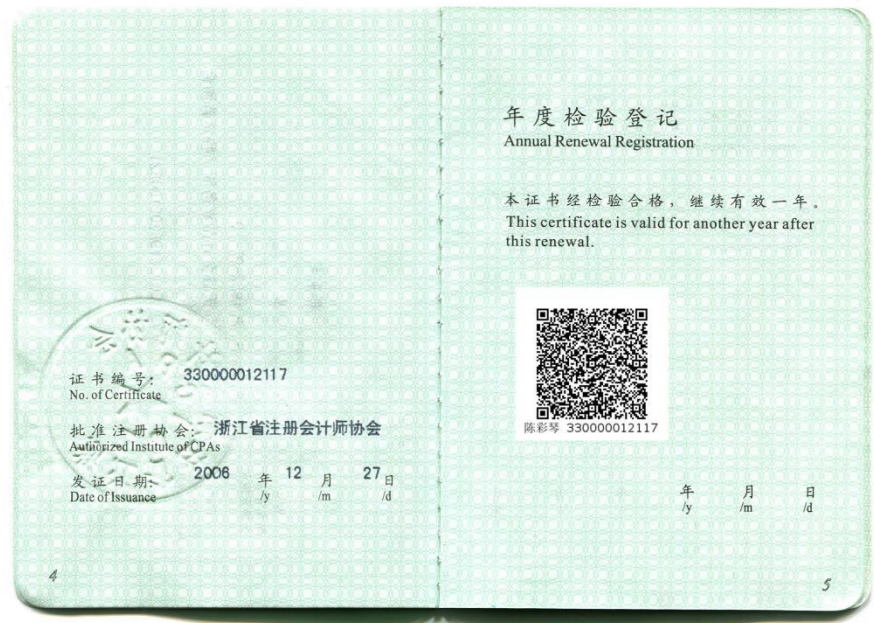 证书编号：330000012117
No. of Certificate
批准注册协会：浙江省注册会计师协会
Authorized Institute of CPAs
发证日期：2006 年 12 月 27 日
Date of Issuance /y /m /d
4
年度检验登记
Annual Renewal Registration
本证书经检验合格，继续有效一年。
This certificate is valid for another year after
this renewal.
陈彩琴 330000012117
年 月 日
/y /m /d
5